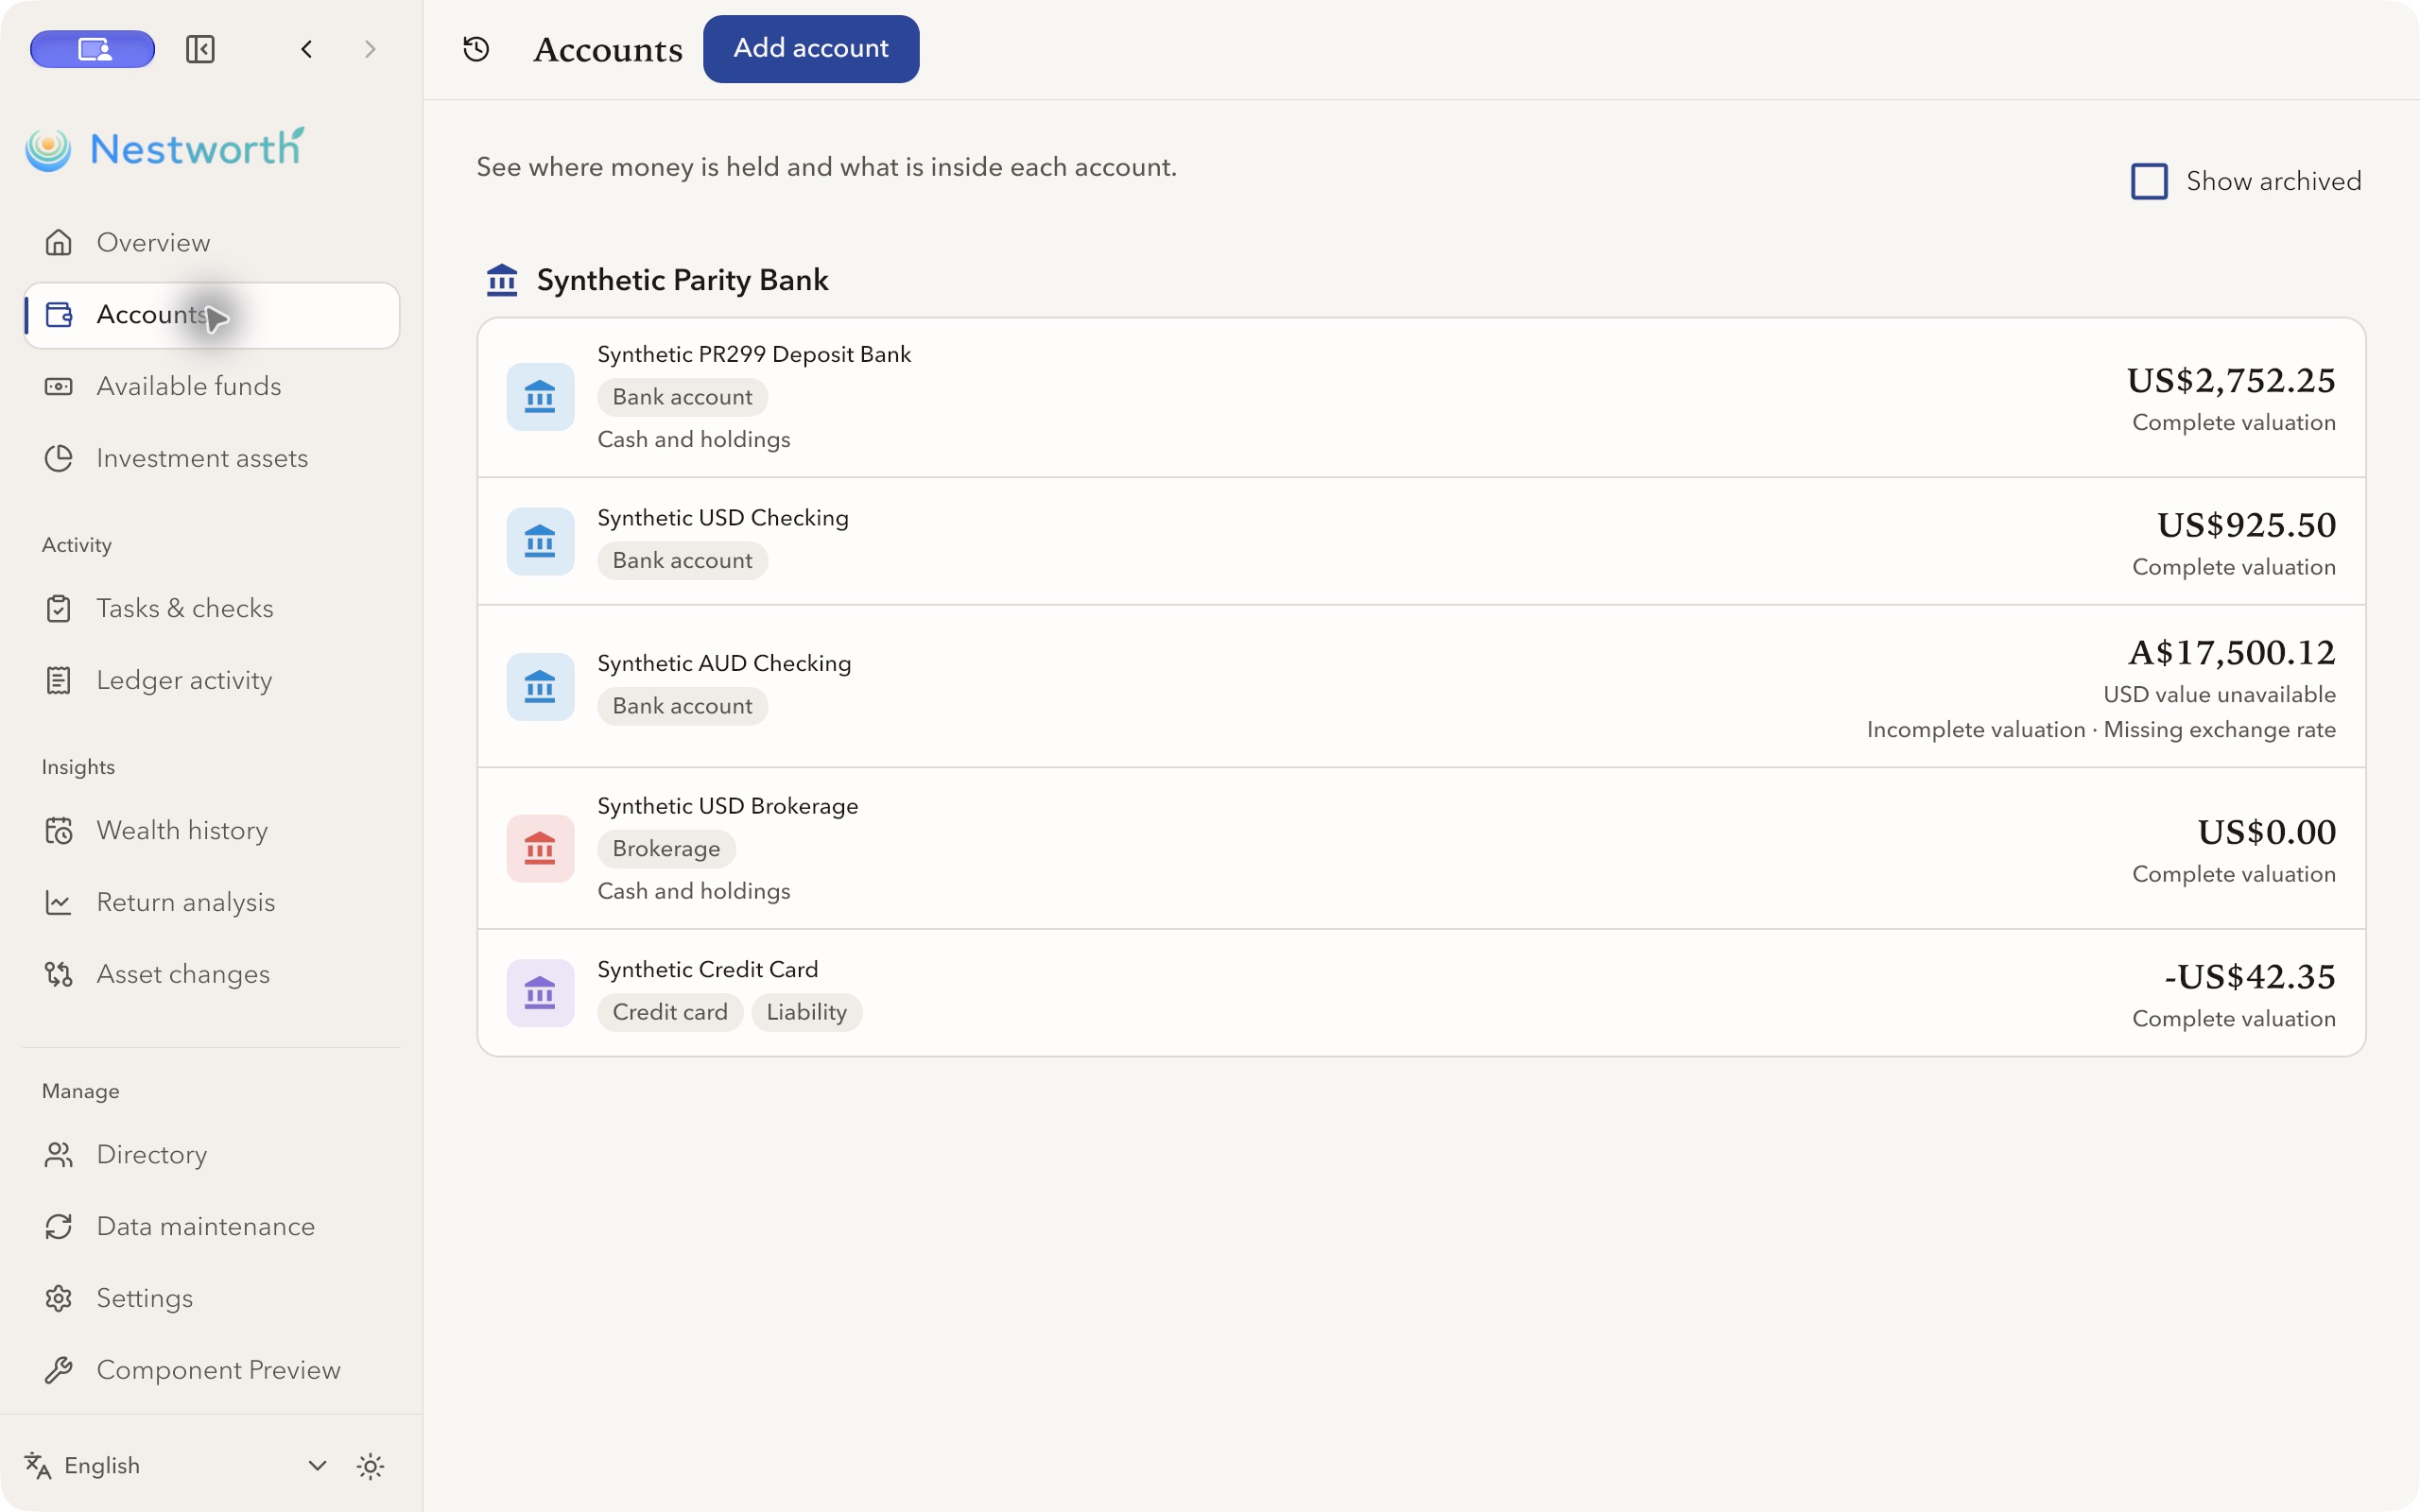 Accounts
Add account
Nestworth
Overview
Accounts
Available funds
Investment assets
Activity
Tasks & checks
Ledger activity
Insights
Wealth history
Return analysis
Asset changes
Manage
Directory
Data maintenance
Settings
Component Preview
English
See where money is held and what is inside each account.
Show archived
Synthetic Parity Bank
Synthetic PR299 Deposit Bank
Bank account
Cash and holdings
US$2,752.25
Complete valuation
Synthetic USD Checking
Bank account
US$925.50
Complete valuation
Synthetic AUD Checking
Bank account
A$17,500.12
USD value unavailable
Incomplete valuation · Missing exchange rate
Synthetic USD Brokerage
Brokerage
Cash and holdings
US$0.00
Complete valuation
Synthetic Credit Card
Credit card Liability
-US$42.35
Complete valuation